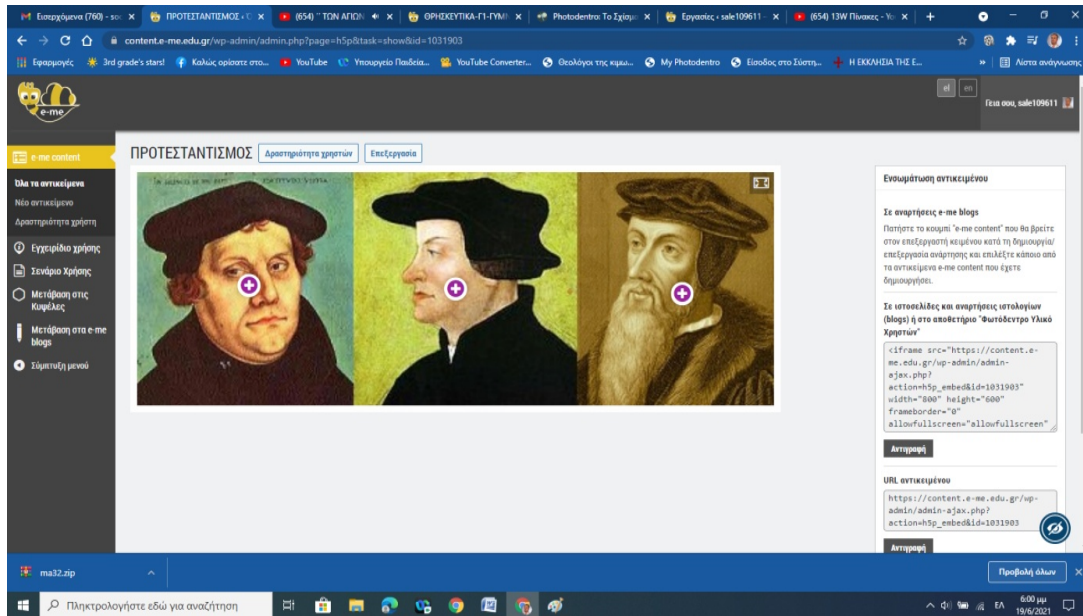 Εισερχόμενα (760) - soc
ΠΡΟΤΕΣΤΑΝΤΙΣΜΟΣ ‹
(654) "ΤΩΝ ΑΓΙΩΝ
ΘΡΗΣΚΕΥΤΙΚΑ-Γ1-ΓΥΜΝ
Photodentro: Το Σχίσμα
Εργασίες ‹ sale109611 -
(654) 13W Πίνακες - Yo
content.e-me.edu.gr/wp-admin/admin.php?page=h5p&task=show&id=1031903
Εφαρμογές
3rd grade's stars!
Καλώς ορίσατε στο...
YouTube
Υπουργείο Παιδεία...
YouTube Converter...
Θεολόγοι της κιμω...
My Photodentro
Είσοδος στο Σύστη...
Η ΕΚΚΛΗΣΙΑ ΤΗΣ Ε...
»
Λίστα ανάγνωσης
e-me
el en
Γεια σου, sale109611
e-me content
Όλα τα αντικείμενα
Νέο αντικείμενο
Δραστηριότητα χρήστη
Εγχειρίδιο χρήσης
Σενάριο Χρήσης
Μετάβαση στις
Κυψέλες
Μετάβαση στα e-me
blogs
Σύμπτυξη μενού
ΠΡΟΤΕΣΤΑΝΤΙΣΜΟΣ
Δραστηριότητα χρηστών
Επεξεργασία
Ενσωμάτωση αντικειμένου
Σε αναρτήσεις e-me blogs
Πατήστε το κουμπί "e-me content" που θα βρείτε
στον επεξεργαστή κειμένου κατά τη δημιουργία/
επεξεργασία ανάρτησης και επιλέξτε κάποιο από
τα αντικείμενα e-me content που έχετε
δημιουργήσει.
Σε ιστοσελίδες και αναρτήσεις ιστολογίων
(blogs) ή στο αποθετήριο "Φωτόδεντρο Υλικό
Χρηστών"
<iframe src="https://content.e-
me.edu.gr/wp-admin/admin-
ajax.php?
action=h5p_embed&id=1031903"
width="800" height="600"
frameborder="0"
allowfullscreen="allowfullscreen"
Αντιγραφή
URL αντικειμένου
https://content.e-me.edu.gr/wp-
admin/admin-ajax.php?
action=h5p_embed&id=1031903
Αντιγραφή
ma32.zip
Προβολή όλων
Πληκτρολογήστε εδώ για αναζήτηση
ΕΛ
6:00 μμ
19/6/2021